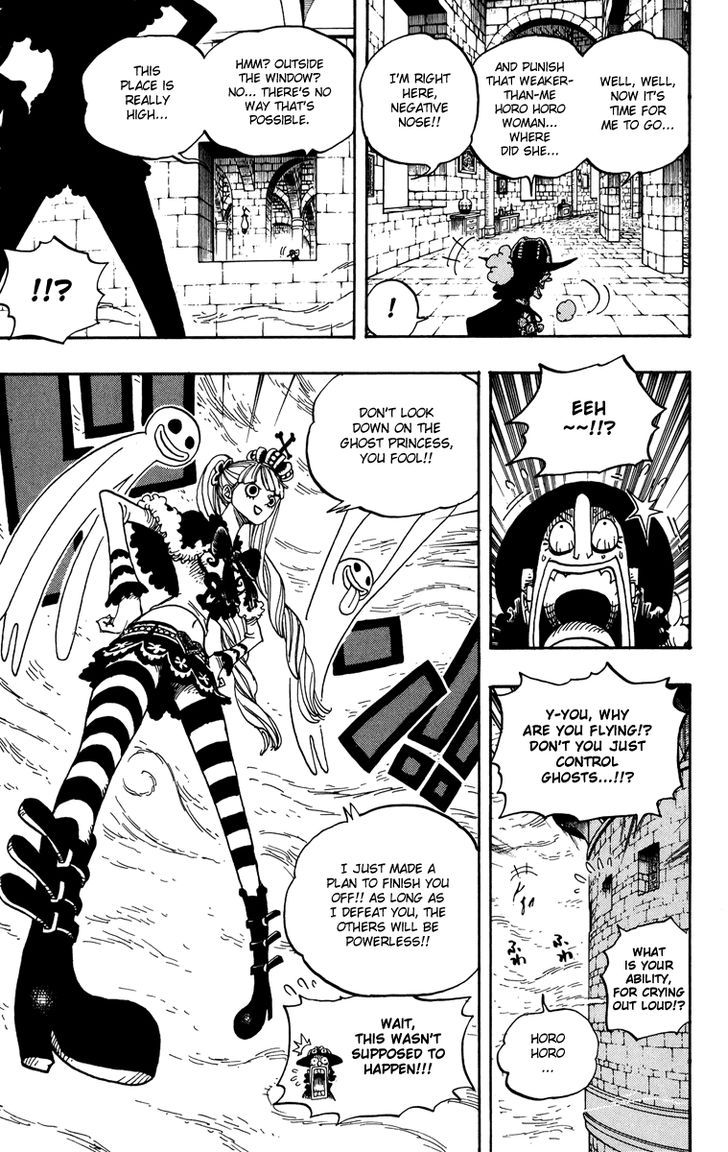 WELL, WELL,
NOW IT'S
TIME FOR
ME TO GO...
AND PUNISH
THAT WEAKER-
THAN-ME
HORO HORO
WOMAN...
WHERE
DID SHE...
I'M RIGHT
HERE,
NEGATIVE
NOSE!!
!
HMM? OUTSIDE
THE WINDOW?
NO... THERE'S NO
WAY THAT'S
POSSIBLE.
THIS
PLACE IS
REALLY
HIGH...
!!?
EEH
~~!!?
DON'T LOOK
DOWN ON THE
GHOST PRINCESS,
YOU FOOL!!
!!
Y-YOU, WHY
ARE YOU FLYING!?
DON'T YOU JUST
CONTROL
GHOSTS...!!?
ふわ
ふわ
WHAT
IS YOUR
ABILITY,
FOR CRYING
OUT LOUD!?
HORO
HORO
...
I JUST MADE A
PLAN TO FINISH YOU
OFF!! AS LONG AS
I DEFEAT YOU, THE
OTHERS WILL BE
POWERLESS!!
WAIT,
THIS WASN'T
SUPPOSED TO
HAPPEN!!!